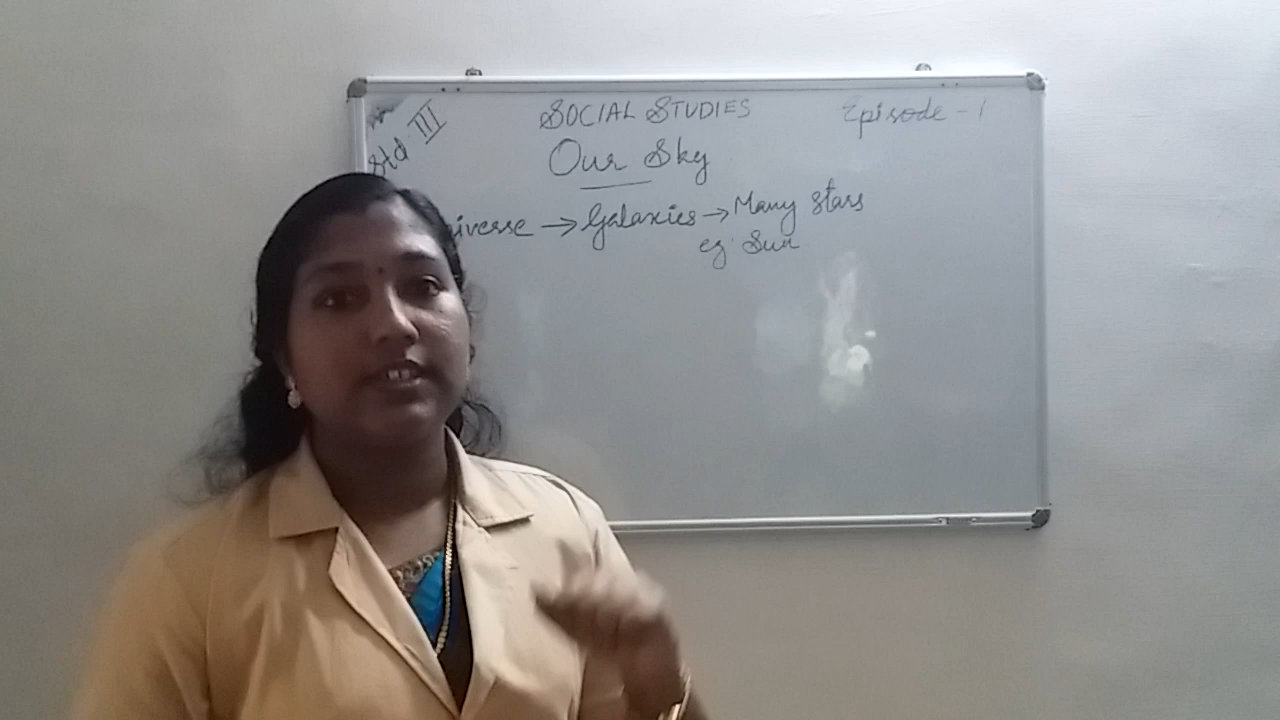 Std III
SOCIAL STUDIES
Episode - 1
Our Sky
iverse → Galaxies → Many stars
eg: Sun